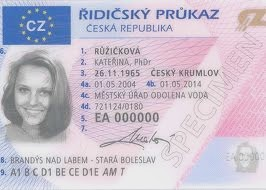 CZ
ŘIDIČSKÝ PRŮKAZ
ČESKÁ REPUBLIKA
1. RŮŽIČKOVÁ
2. KATEŘINA, PhDr
3. 26.11.1965 ČESKÝ KRUMLOV
4a. 01.05.2004 4b. 01.05.2014
4c. MĚSTSKÝ ÚŘAD ODOLENA VODA
4d. 721124/0180
5. EA 000000
6.
7.
8. BRANDÝS NAD LABEM - STARÁ BOLESLAV
9. A1 B C D1 BE CE D1E AM T
SPECIMEN